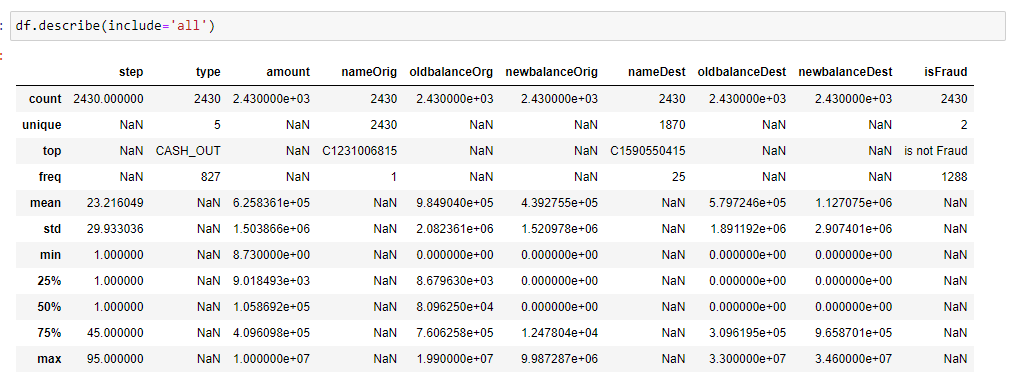 : df.describe(include='all')
:
step type amount nameOrig oldbalanceOrg newbalanceOrig nameDest oldbalanceDest newbalanceDest isFraud
count 2430.000000 2430 2.430000e+03 2430 2.430000e+03 2.430000e+03 2430 2.430000e+03 2.430000e+03 2430
unique NaN 5 NaN 2430 NaN NaN 1870 NaN NaN 2
top NaN CASH_OUT NaN C1231006815 NaN NaN C1590550415 NaN NaN is not Fraud
freq NaN 827 NaN 1 NaN NaN 25 NaN NaN 1288
mean 23.216049 NaN 6.258361e+05 NaN 9.849040e+05 4.392755e+05 NaN 5.797246e+05 1.127075e+06 NaN
std 29.933036 NaN 1.503866e+06 NaN 2.082361e+06 1.520978e+06 NaN 1.891192e+06 2.907401e+06 NaN
min 1.000000 NaN 8.730000e+00 NaN 0.000000e+00 0.000000e+00 NaN 0.000000e+00 0.000000e+00 NaN
25% 1.000000 NaN 9.018493e+03 NaN 8.679630e+03 0.000000e+00 NaN 0.000000e+00 0.000000e+00 NaN
50% 1.000000 NaN 1.058692e+05 NaN 8.096250e+04 0.000000e+00 NaN 0.000000e+00 0.000000e+00 NaN
75% 45.000000 NaN 4.096098e+05 NaN 7.606258e+05 1.247804e+04 NaN 3.096195e+05 9.658701e+05 NaN
max 95.000000 NaN 1.000000e+07 NaN 1.990000e+07 9.987287e+06 NaN 3.300000e+07 3.460000e+07 NaN